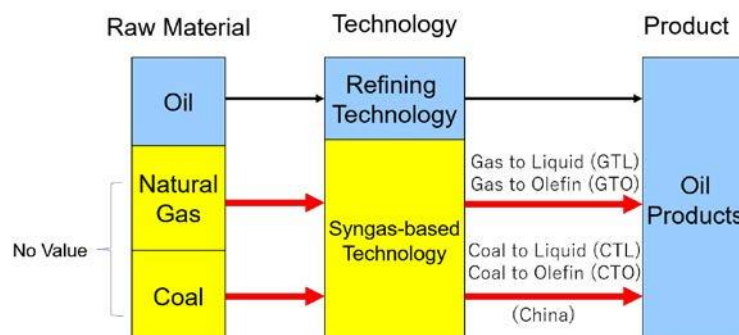 Raw Material
Technology
Product
Oil
Refining
Technology
Natural
Gas
Coal
No Value
Syngas-based
Technology
Gas to Liquid (GTL)
Gas to Olefin (GTO)
Coal to Liquid (CTL)
Coal to Olefin (CTO)
(China)
Oil
Products